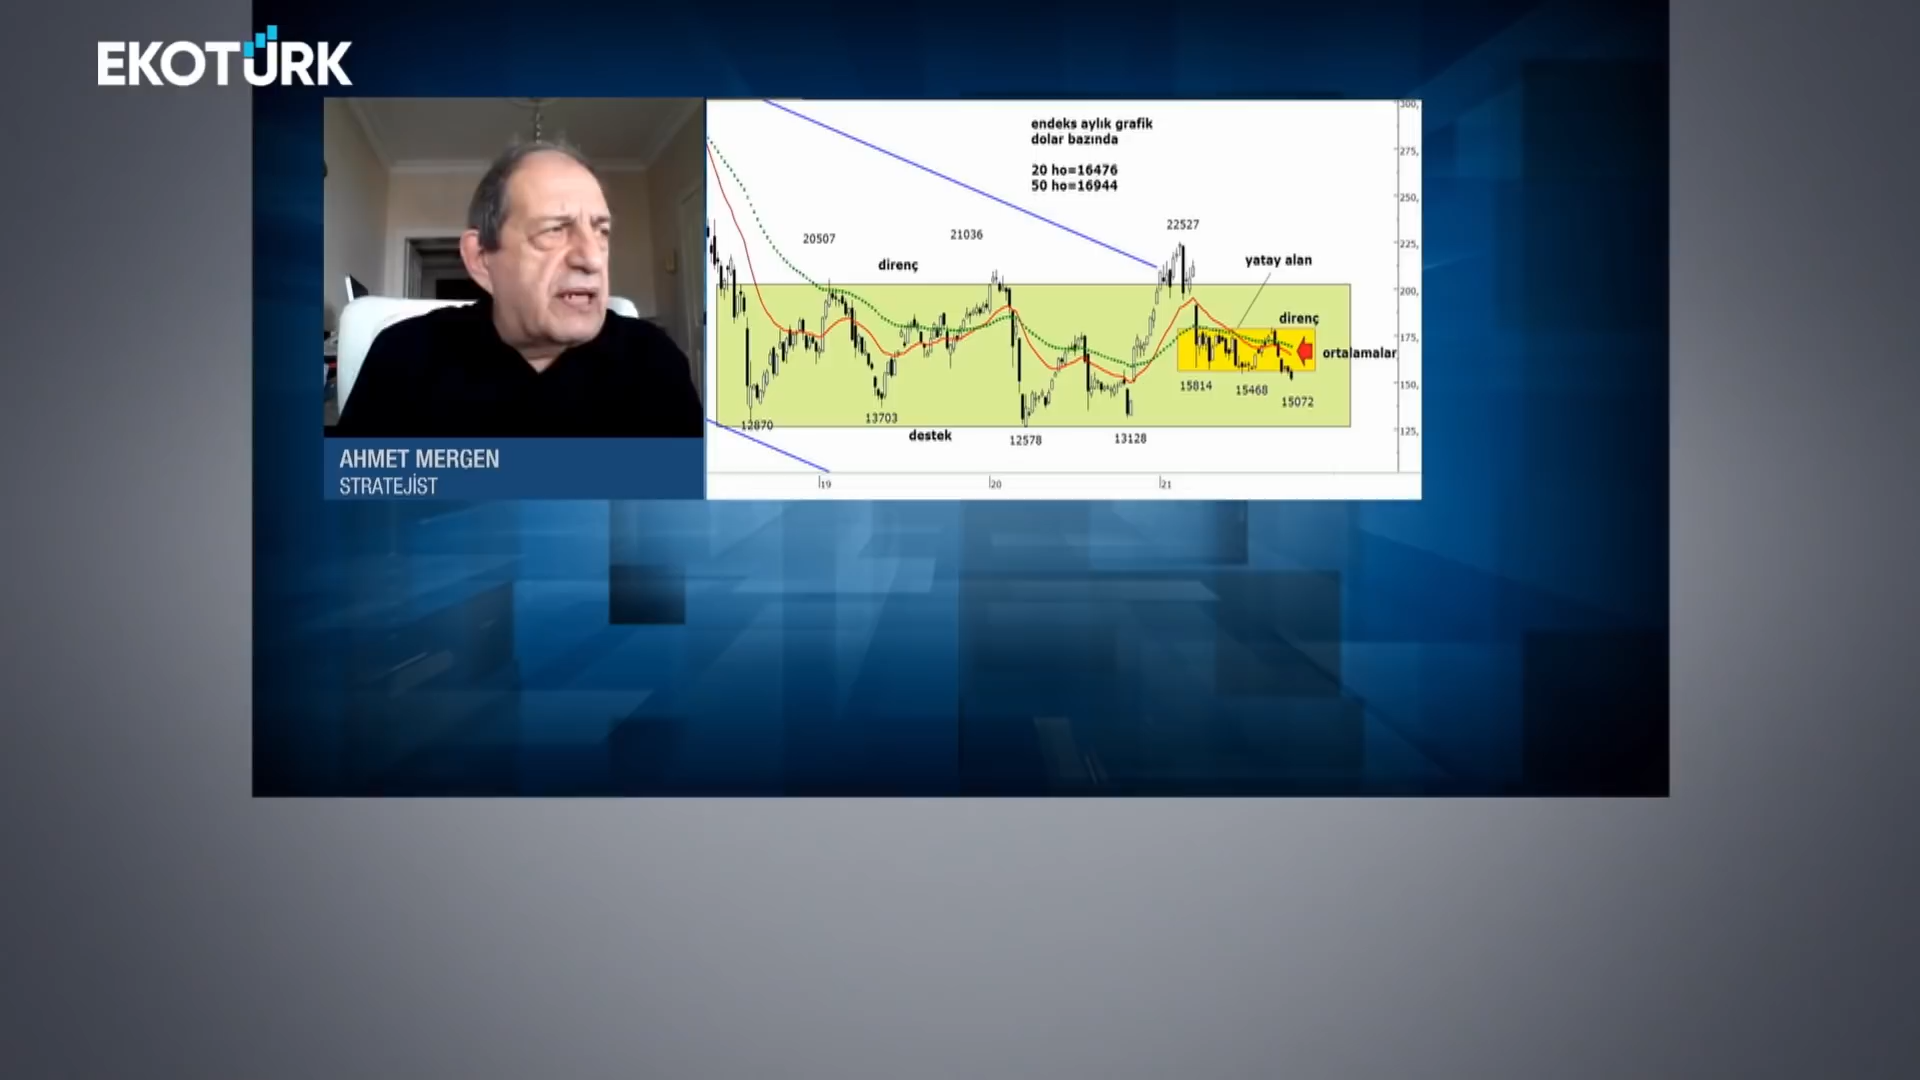 EKOTÜRK
AHMET MERGEN
STRATEJİST
endeks aylık grafik
dolar bazında
20 ho=16476
50 ho=16944
20507
21036
22527
direnç
yatay alan
direnç
ortalamalar
15814
15468
15072
12870
13703
destek
12578
13128
300,
275,
250,
225,
200,
175,
150,
125,
19
20
21